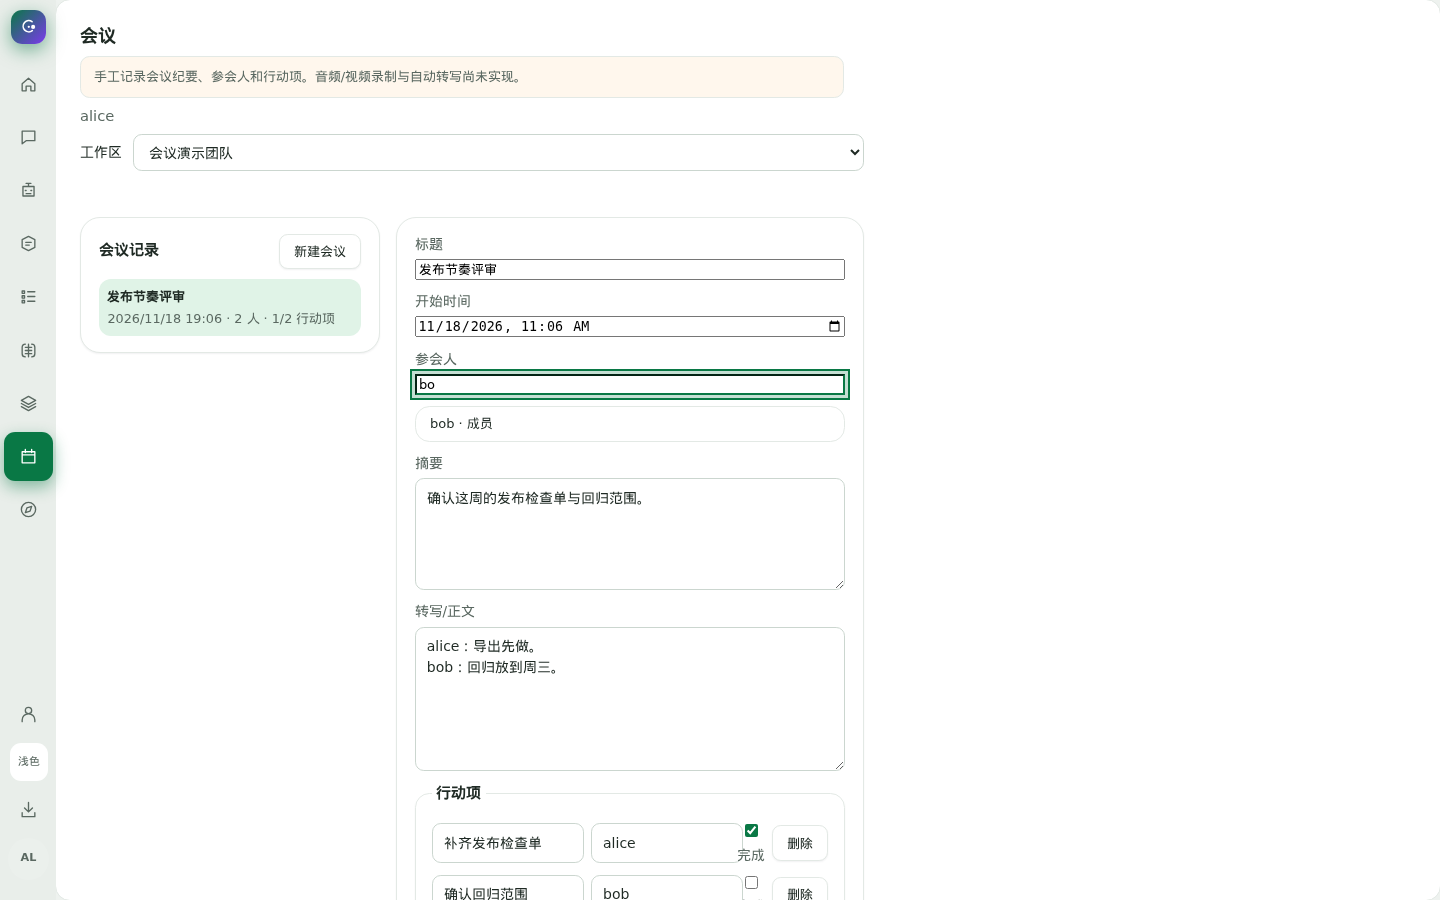 会议
手工记录会议纪要、参会人和行动项。音频/视频录制与自动转写尚未实现。
alice
工作区
会议演示团队
会议记录
新建会议
发布节奏评审
2026/11/18 19:06 · 2 人 · 1/2 行动项
标题
发布节奏评审
开始时间
11/18/2026, 11:06 AM
参会人
bo
bob · 成员
摘要
确认这周的发布检查单与回归范围。
转写/正文
alice：导出先做。
bob：回归放到周三。
行动项
补齐发布检查单
alice
完成
删除
确认回归范围
bob
删除
浅色
AL